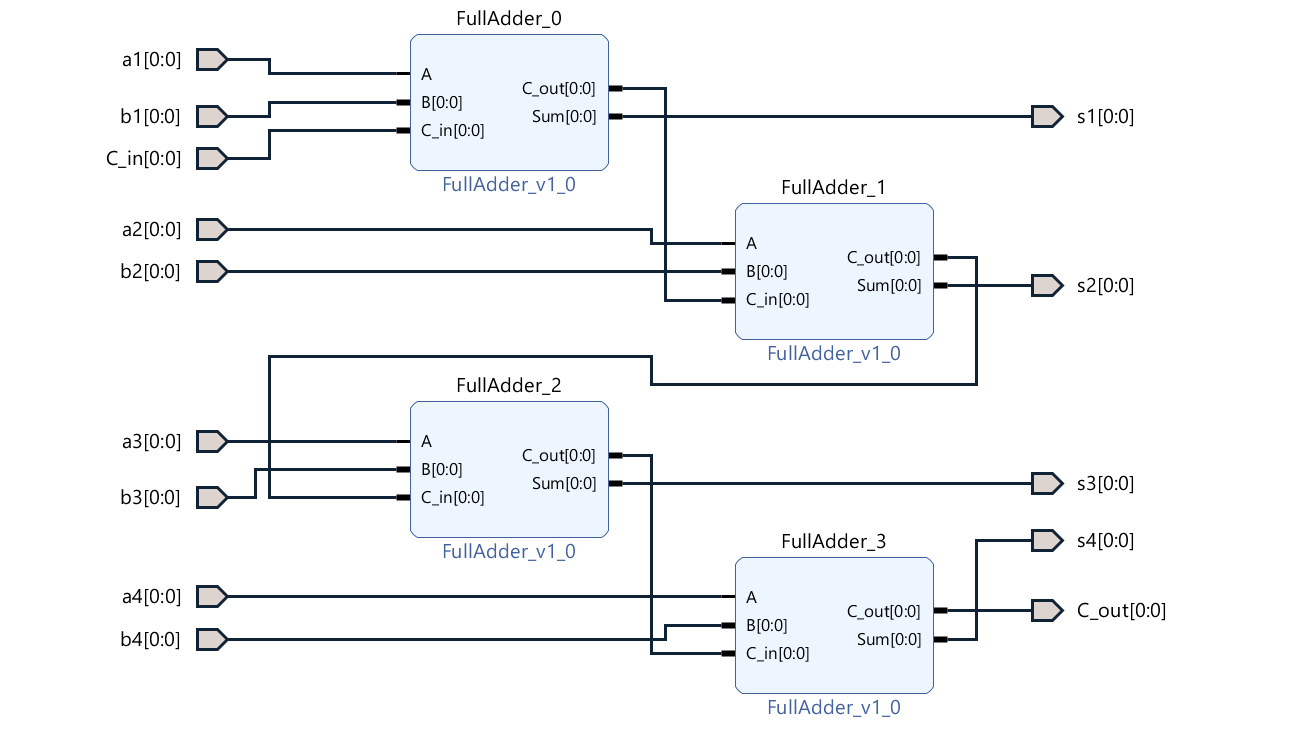 FullAdder_0
a1[0:0]
A
C_out[0:0]
b1[0:0]
B[0:0]
Sum[0:0]
s1[0:0]
C_in[0:0]
C_in[0:0]
FullAdder_v1_0
FullAdder_1
a2[0:0]
A
C_out[0:0]
b2[0:0]
B[0:0]
Sum[0:0]
s2[0:0]
C_in[0:0]
FullAdder_v1_0
FullAdder_2
a3[0:0]
A
C_out[0:0]
B[0:0]
Sum[0:0]
s3[0:0]
b3[0:0]
C_in[0:0]
FullAdder_v1_0
FullAdder_3
s4[0:0]
a4[0:0]
A
C_out[0:0]
C_out[0:0]
b4[0:0]
B[0:0]
Sum[0:0]
C_in[0:0]
FullAdder_v1_0